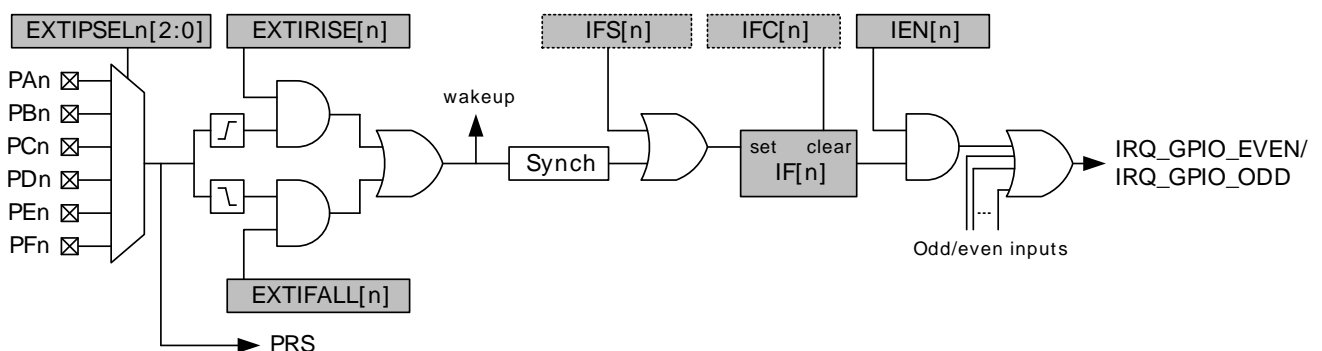 EXTIPSELn[2:0]
EXTIRISE[n]
IFS[n]
IFC[n]
IEN[n]
PAn
PBn
PCn
PDn
PEn
PFn
wakeup
Synch
set clear
IF[n]
IRQ_GPIO_EVEN/
IRQ_GPIO_ODD
...
Odd/even inputs
EXTIFALL[n]
PRS